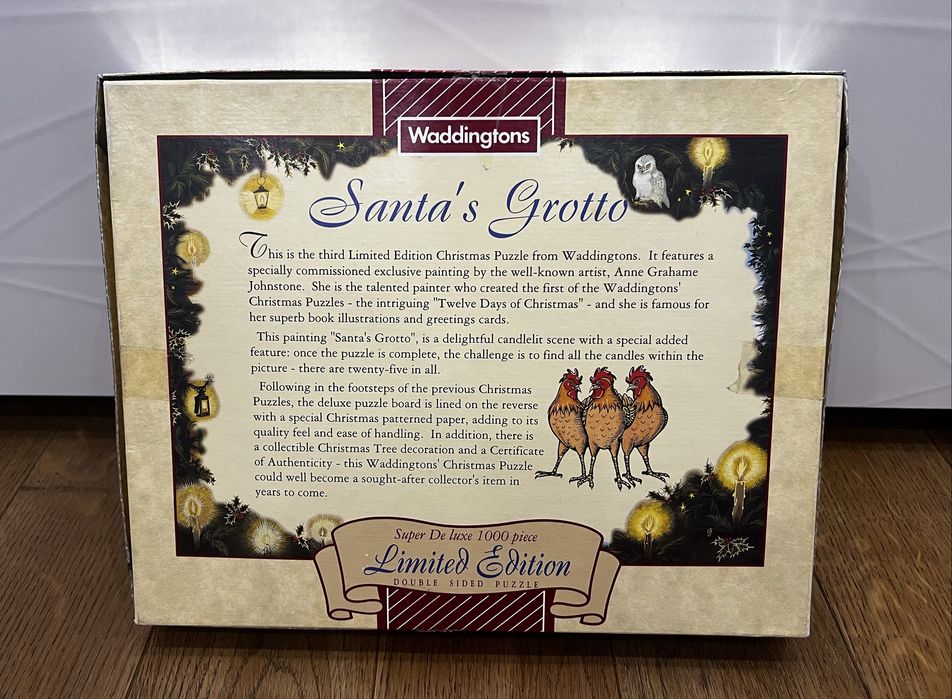 Waddingtons
Santa's Grotto
This is the third Limited Edition Christmas Puzzle from Waddingtons. It features a
specially commissioned exclusive painting by the well-known artist, Anne Grahame
Johnstone. She is the talented painter who created the first of the Waddingtons'
Christmas Puzzles - the intriguing "Twelve Days of Christmas" - and she is famous for
her superb book illustrations and greetings cards.
This painting "Santa's Grotto", is a delightful candlelit scene with a special added
feature: once the puzzle is complete, the challenge is to find all the candles within the
picture - there are twenty-five in all.
Following in the footsteps of the previous Christmas
Puzzles, the deluxe puzzle board is lined on the reverse
with a special Christmas patterned paper, adding to its
quality feel and ease of handling. In addition, there is
a collectible Christmas Tree decoration and a Certificate
of Authenticity - this Waddingtons' Christmas Puzzle
could well become a sought-after collector's item in
years to come.
Super De luxe 1000 piece
Limited Edition
DOUBLE SIDED PUZZLE